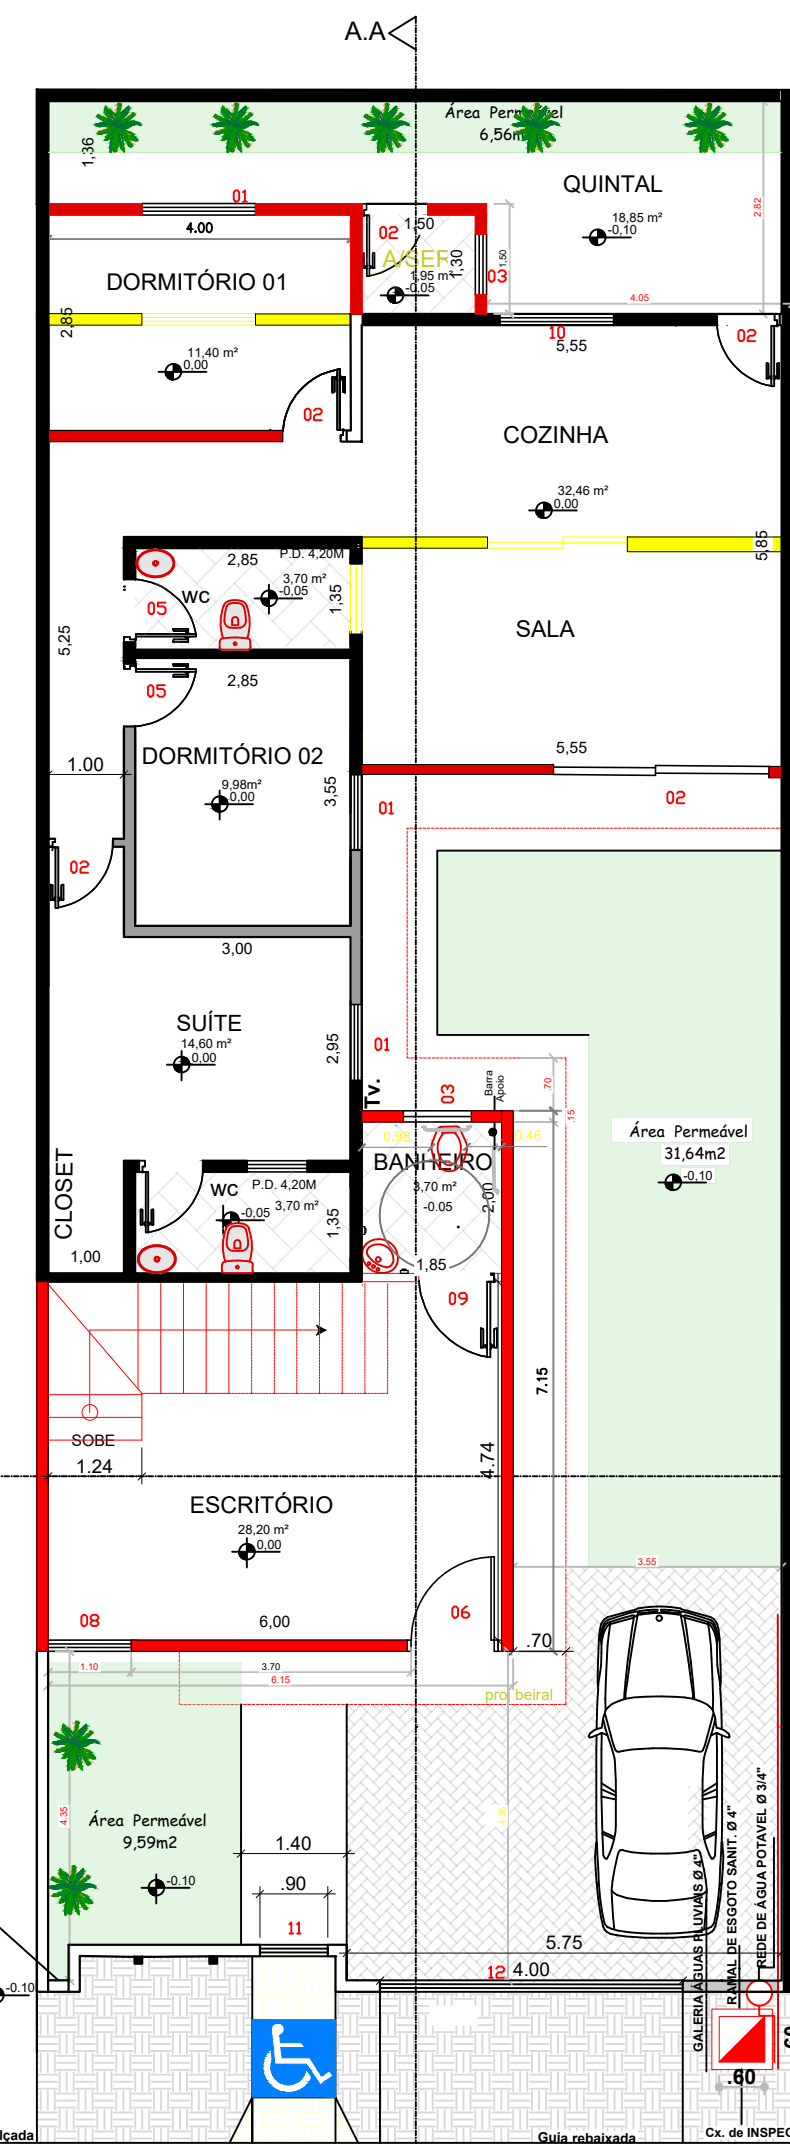 A.A
Área Permeável
6,56m
1,36
QUINTAL
18,85 m²
-0,10
2.82
01
4.00
02
1,50
A/SER
1,30
1,95 m²
-0.05
03
1,50
4.05
DORMITÓRIO 01
2,85
11,40 m²
0,00
02
10
5,55
02
COZINHA
32,46 m²
0,00
5,85
2,85
P.D. 4,20M
3,70 m²
-0,05
WC
05
1,35
SALA
5,25
2,85
05
DORMITÓRIO 02
9,98m²
0,00
3,55
1.00
5,55
01
02
02
3,00
SUÍTE
14,60 m²
0,00
2,95
01
Tv.
03
Barra
Apoio
.70
.15
0.92
0.46
BANHEIRO
3,70 m²
-0.05
2,00
1,85
Área Permeável
31,64m2
-0,10
CLOSET
WC
P.D. 4,20M
-0,05
3,70 m²
1,35
1,00
09
7.15
SOBE
1.24
4.74
ESCRITÓRIO
28,20 m²
0,00
3.55
08
6,00
06
.70
1.10
3.70
6.15
pro. beiral
4.35
4.36
Área Permeável
9,59m2
-0.10
1.40
.90
11
5.75
12
4.00
GALERIA ÁGUAS PLUVIAIS Ø 4"
RAMAL DE ESGOTO SANIT. Ø 4"
REDE DE ÁGUA POTAVEL Ø 3/4"
-0.10
.60
lçada
Guia rebaixada
Cx. de INSPEÇ